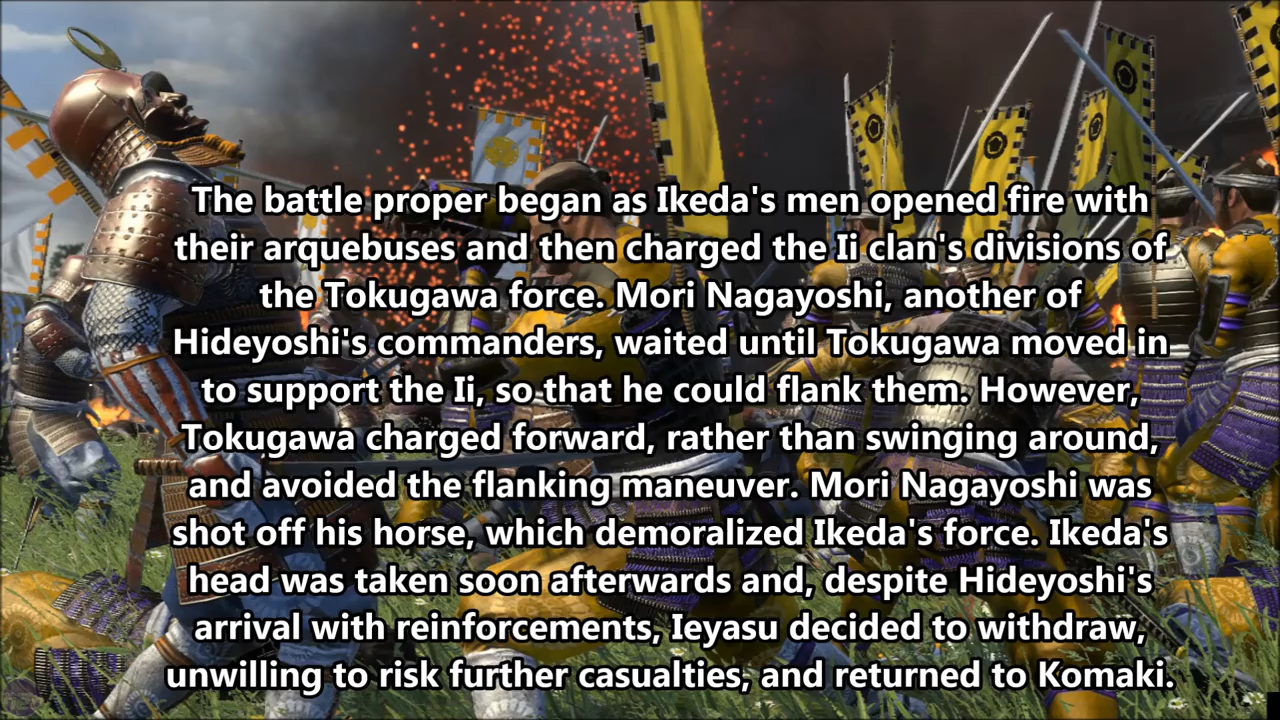 The battle proper began as Ikeda's men opened fire with
their arquebuses and then charged the Ii clan's divisions of
the Tokugawa force. Mori Nagayoshi, another of
Hideyoshi's commanders, waited until Tokugawa moved in
to support the Ii, so that he could flank them. However,
Tokugawa charged forward, rather than swinging around,
and avoided the flanking maneuver. Mori Nagayoshi was
shot off his horse, which demoralized Ikeda's force. Ikeda's
head was taken soon afterwards and, despite Hideyoshi's
arrival with reinforcements, Ieyasu decided to withdraw,
unwilling to risk further casualties, and returned to Komaki.